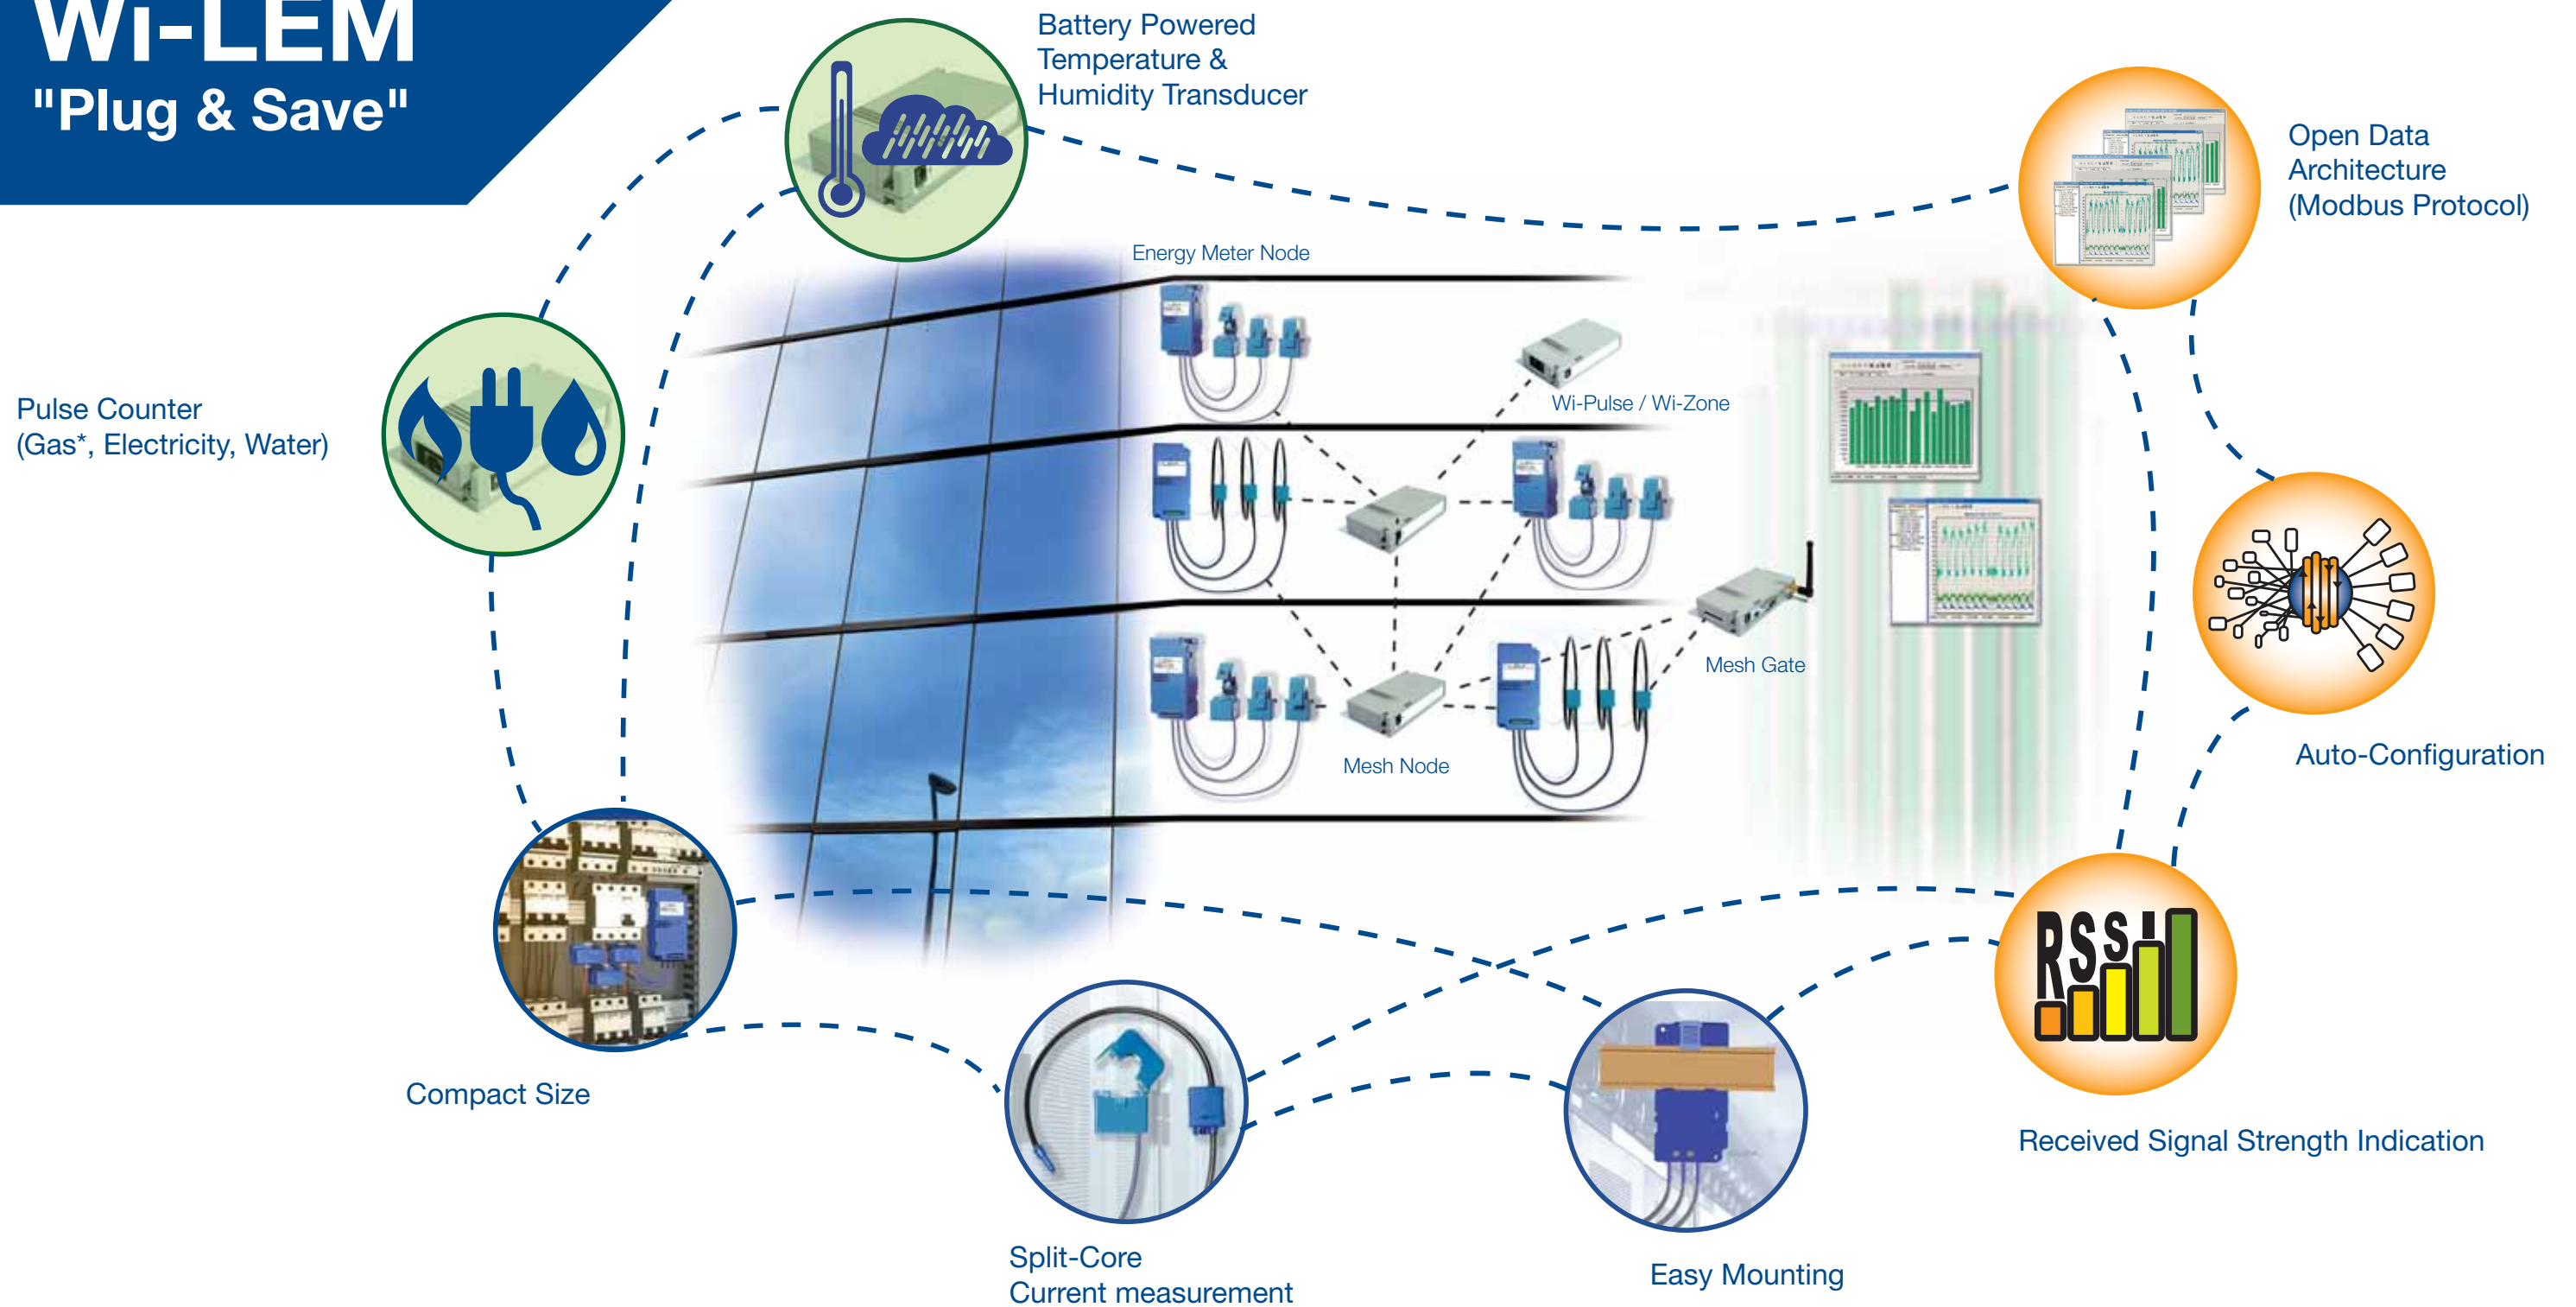 Wi-LEM
"Plug & Save"
Battery Powered
Temperature &
Humidity Transducer
Open Data
Architecture
(Modbus Protocol)
Energy Meter Node
Wi-Pulse / Wi-Zone
Pulse Counter
(Gas*, Electricity, Water)
Mesh Gate
Mesh Node
Auto-Configuration
RSSI
Compact Size
Received Signal Strength Indication
Split-Core
Current measurement
Easy Mounting